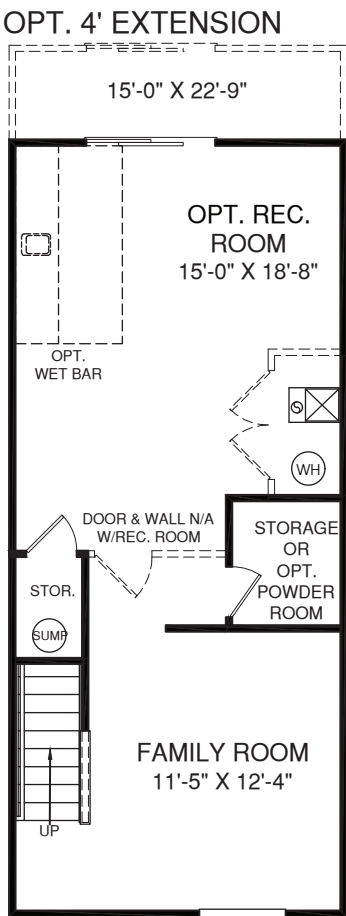 OPT. 4' EXTENSION
15'-0" X 22'-9"
OPT. REC.
ROOM
15'-0" X 18'-8"
OPT.
WET BAR
WH
DOOR & WALL N/A
W/REC. ROOM
STORAGE
OR
OPT.
POWDER
ROOM
STOR.
SUMP
FAMILY ROOM
11'-5" X 12'-4"
UP